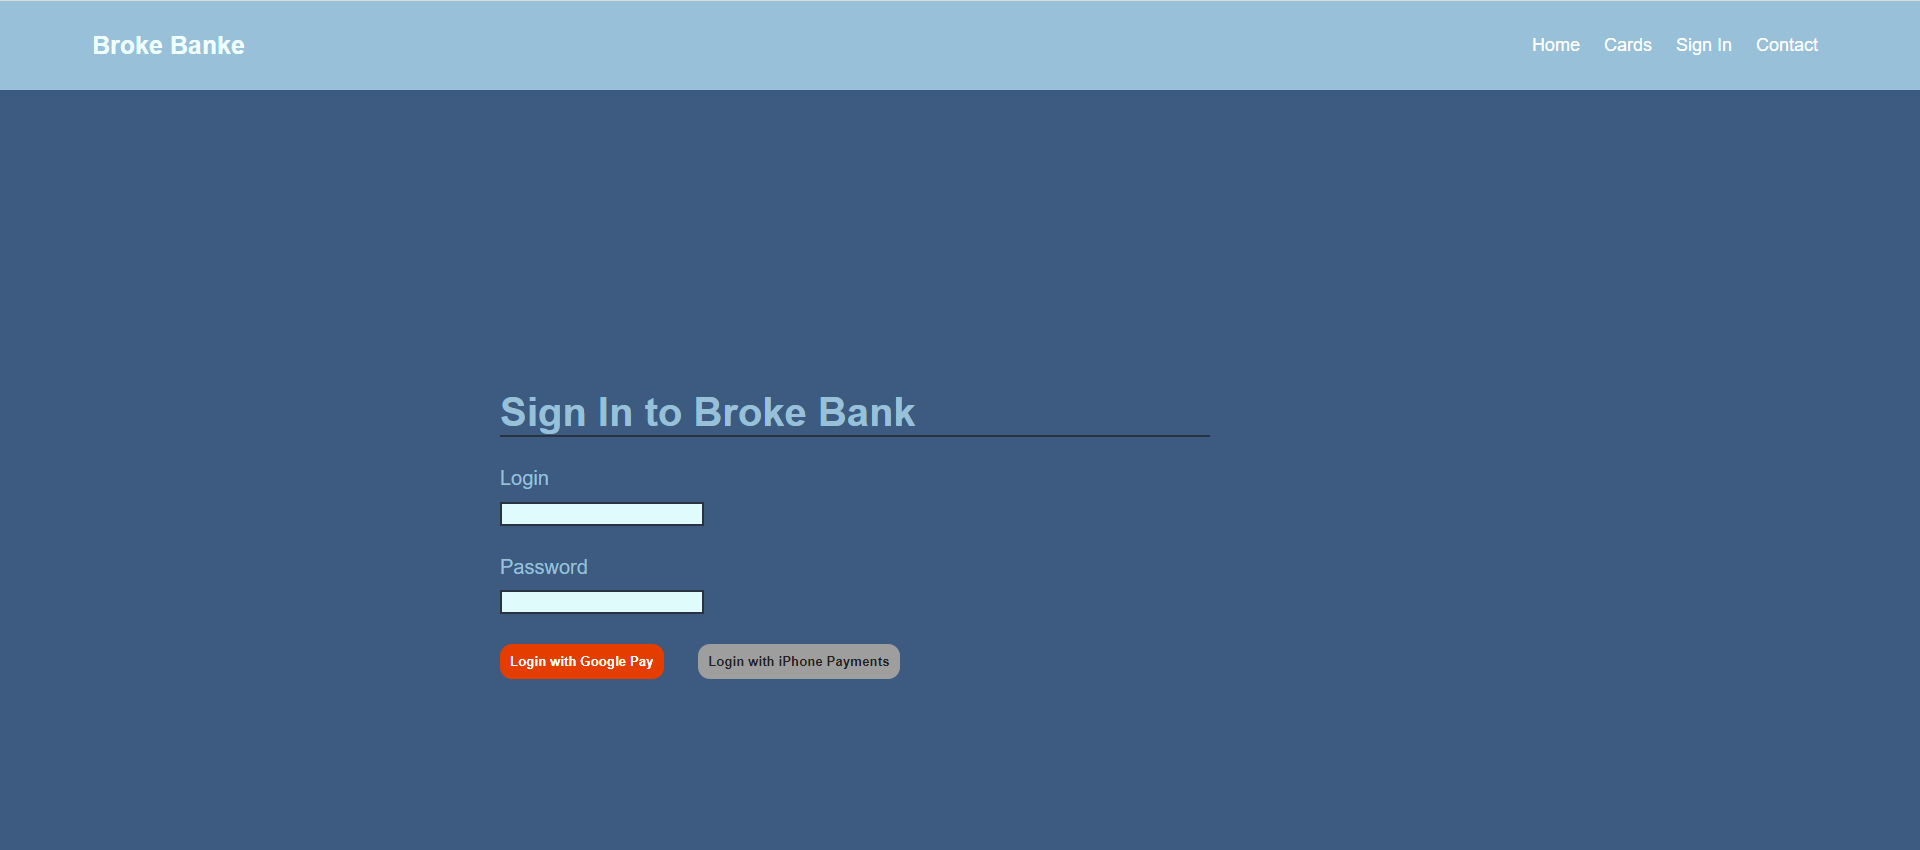 Broke Banke
Home Cards Sign In Contact
Sign In to Broke Bank
Login
Password
Login with Google Pay Login with iPhone Payments